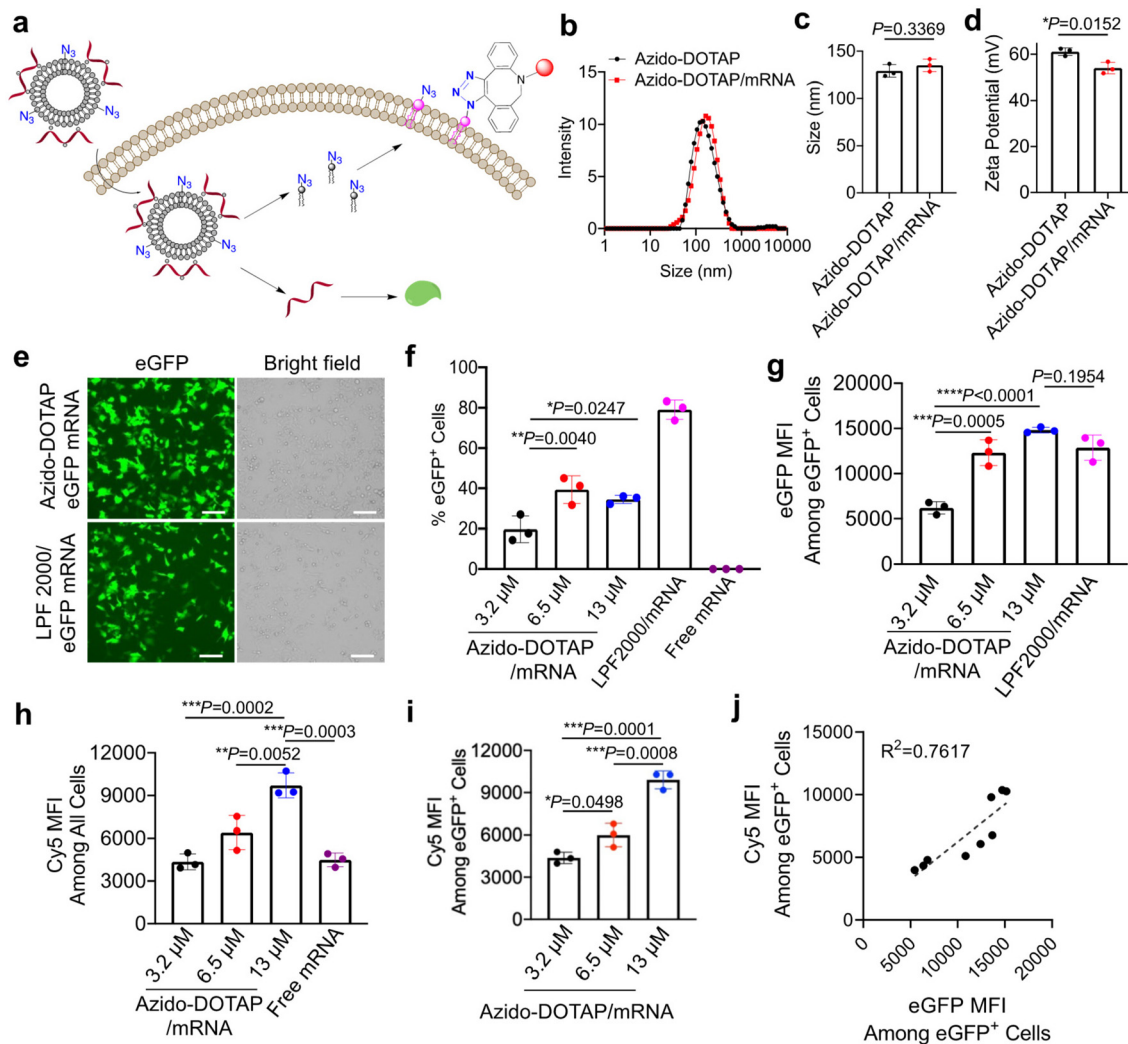 a
N3
N3
N3
N3
N3
N3
N3
N3
N3
N3
N
N
N
N
b
Azido-DOTAP
Azido-DOTAP/mRNA
Intensity
12
10
8
6
4
2
0
1
10
100
1000
10000
Size (nm)
c
P=0.3369
Size (nm)
150
100
50
0
Azido-DOTAP
Azido-DOTAP/mRNA
d
*P=0.0152
Zeta Potential (mV)
60
40
20
0
Azido-DOTAP
Azido-DOTAP/mRNA
e
eGFP
Bright field
Azido-DOTAP
eGFP mRNA
LPF 2000/
eGFP mRNA
f
% eGFP+ Cells
100
80
60
40
20
0
*P=0.0247
**P=0.0040
3.2 µM
6.5 µM
13 µM
LPF2000/mRNA
Free mRNA
Azido-DOTAP
/mRNA
g
eGFP MFI
Among eGFP+ Cells
20000
15000
10000
5000
0
P=0.1954
****P<0.0001
***P=0.0005
3.2 µM
6.5 µM
13 µM
LPF2000/mRNA
Azido-DOTAP
/mRNA
h
Cy5 MFI
Among All Cells
12000
9000
6000
3000
0
***P=0.0002
***P=0.0003
**P=0.0052
3.2 µM
6.5 µM
13 µM
Free mRNA
Azido-DOTAP
/mRNA
i
Cy5 MFI
Among eGFP+ Cells
12000
9000
6000
3000
0
***P=0.0001
***P=0.0008
*P=0.0498
3.2 µM
6.5 µM
13 µM
Azido-DOTAP/mRNA
j
R2=0.7617
Cy5 MFI
Among eGFP+ Cells
15000
10000
5000
0
0
5000
10000
15000
20000
eGFP MFI
Among eGFP+ Cells